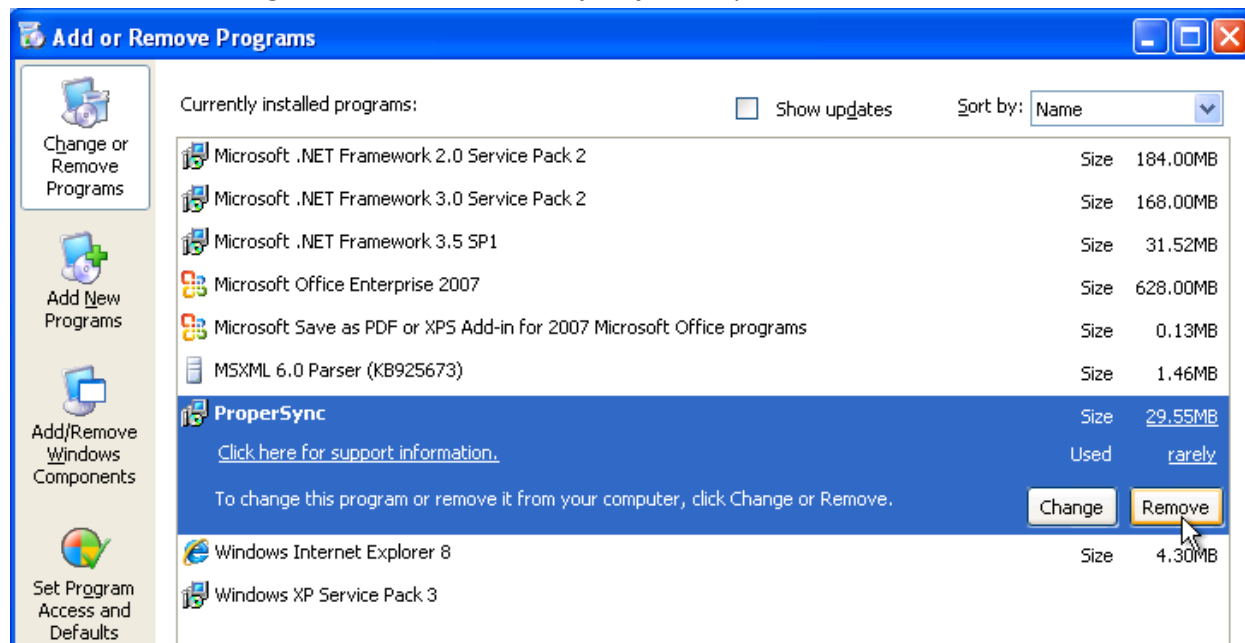 Add or Remove Programs
Change or
Remove
Programs
Add New
Programs
Add/Remove
Windows
Components
Set Program
Access and
Defaults
Currently installed programs: Show updates Sort by: Name
Microsoft .NET Framework 2.0 Service Pack 2 Size 184.00MB
Microsoft .NET Framework 3.0 Service Pack 2 Size 168.00MB
Microsoft .NET Framework 3.5 SP1 Size 31.52MB
Microsoft Office Enterprise 2007 Size 628.00MB
Microsoft Save as PDF or XPS Add-in for 2007 Microsoft Office programs Size 0.13MB
MSXML 6.0 Parser (KB925673) Size 1.46MB
ProperSync Size 29.55MB
Click here for support information. Used rarely
To change this program or remove it from your computer, click Change or Remove. Change Remove
Windows Internet Explorer 8 Size 4.30MB
Windows XP Service Pack 3